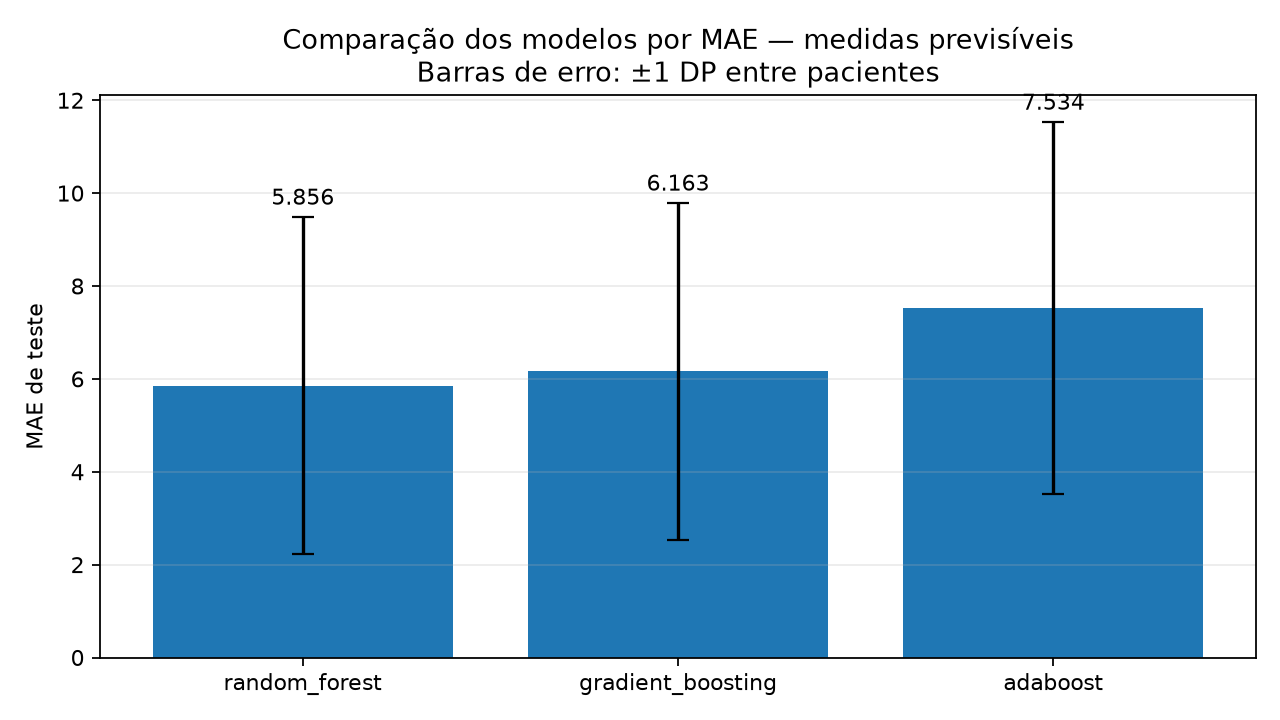 Comparação dos modelos por MAE — medidas previsíveis
Barras de erro: ±1 DP entre pacientes
MAE de teste
12
10
8
6
4
2
0
5.856
6.163
7.534
random_forest
gradient_boosting
adaboost